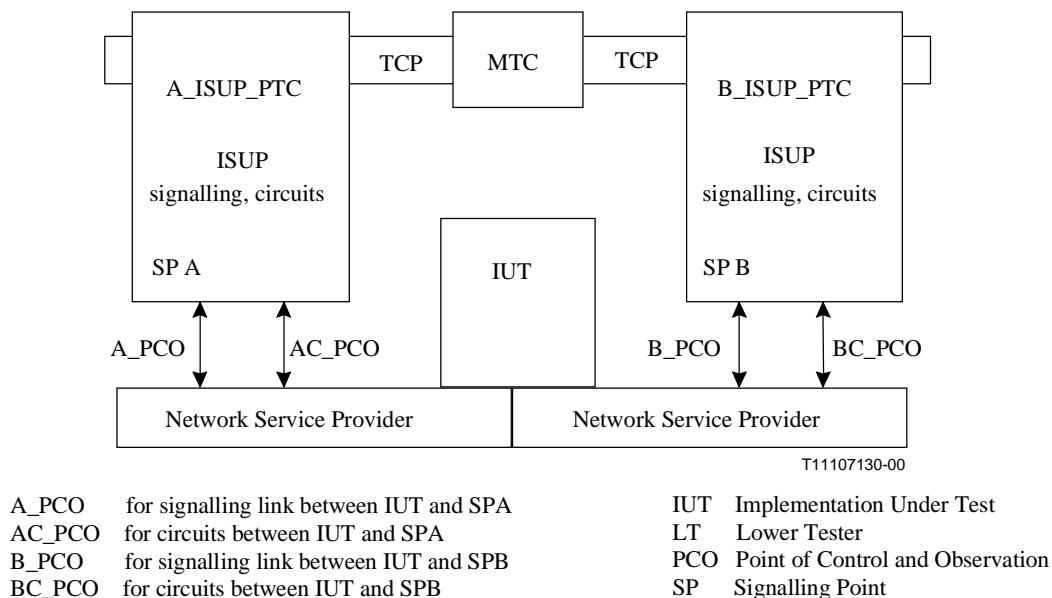 TCP MTC TCP
A_ISUP_PTC B_ISUP_PTC
ISUP ISUP
signalling, circuits signalling, circuits
SP A IUT SP B
A_PCO AC_PCO B_PCO BC_PCO
Network Service Provider Network Service Provider
T11107130-00
A_PCO for signalling link between IUT and SPA
AC_PCO for circuits between IUT and SPA
B_PCO for signalling link between IUT and SPB
BC_PCO for circuits between IUT and SPB
IUT Implementation Under Test
LT Lower Tester
PCO Point of Control and Observation
SP Signalling Point